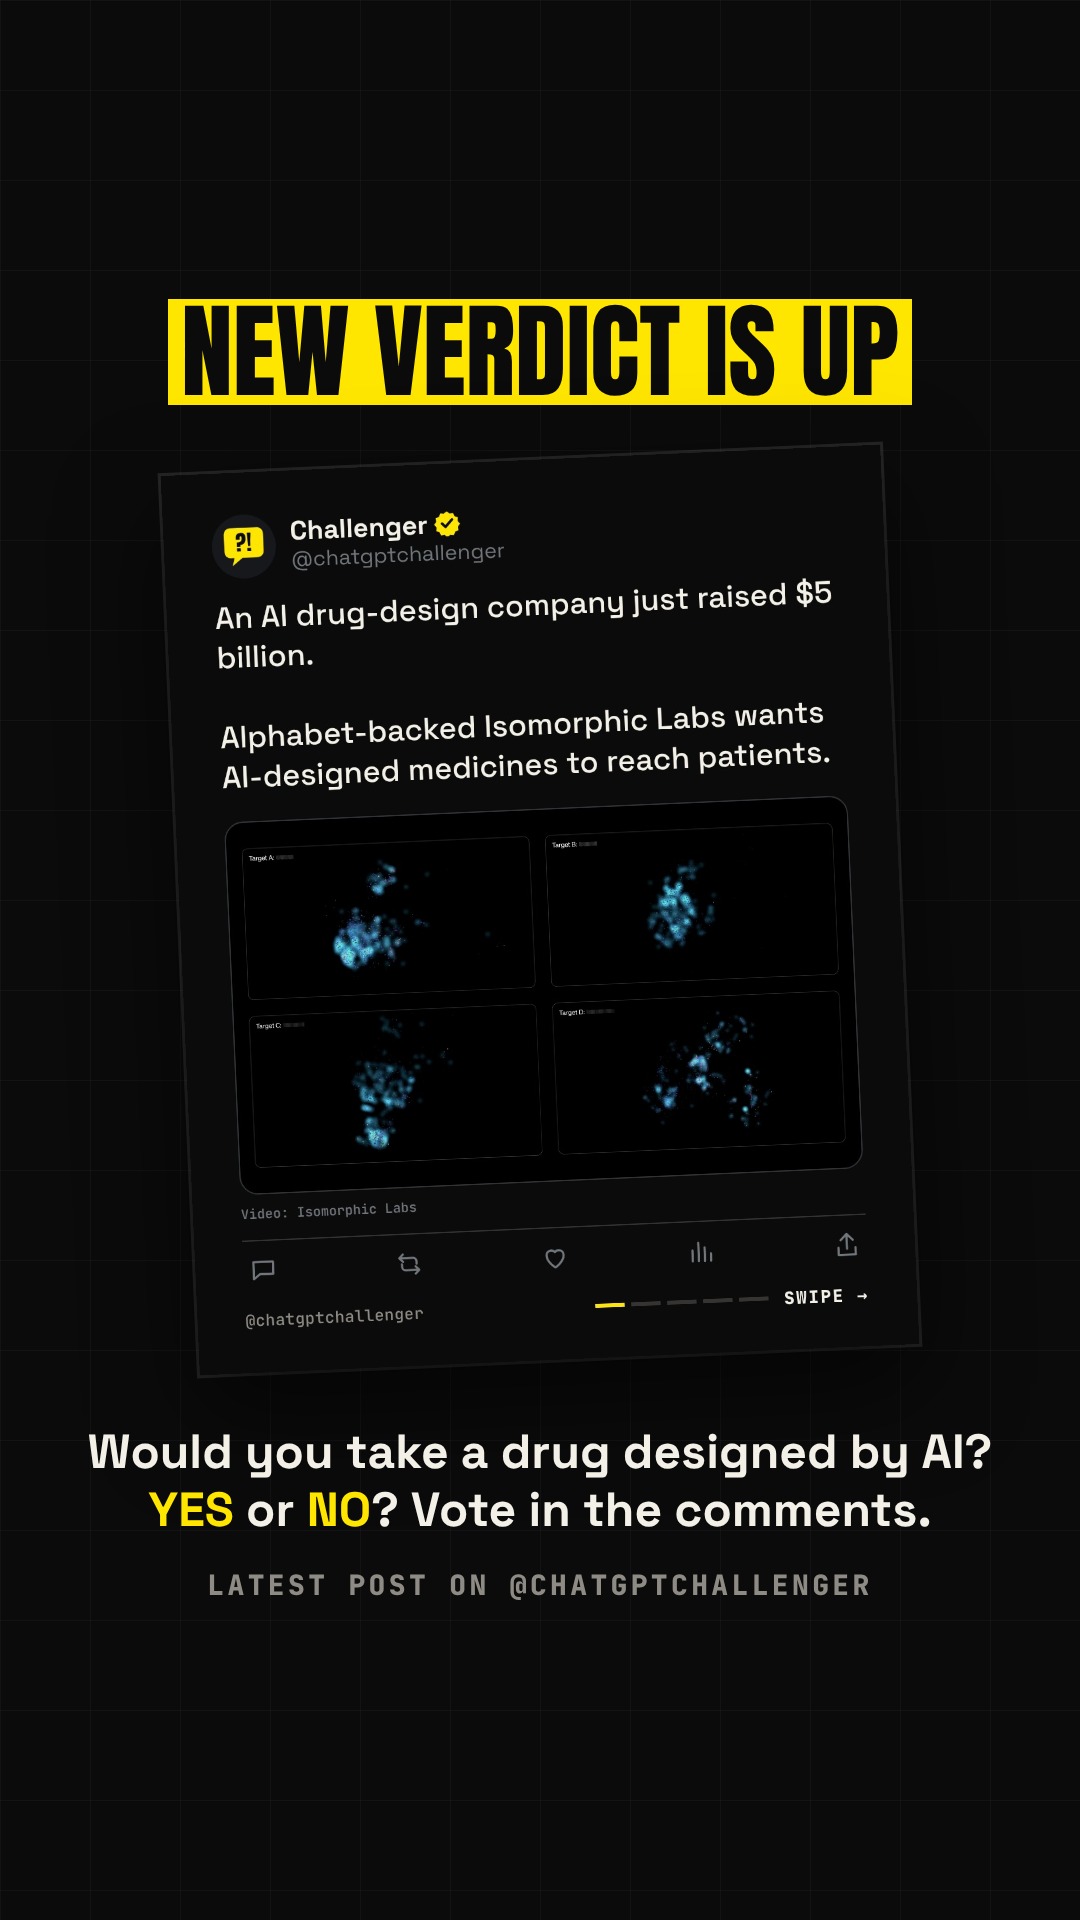 NEW VERDICT IS UP
?!
Challenger
@chatgptchallenger
An AI drug-design company just raised $5
billion.
Alphabet-backed Isomorphic Labs wants
AI-designed medicines to reach patients.
Target A:
Target B:
Target C:
Target D:
Video: Isomorphic Labs
@chatgptchallenger
SWIPE →
Would you take a drug designed by AI?
YES or NO? Vote in the comments.
LATEST POST ON @CHATGPTCHALLENGER